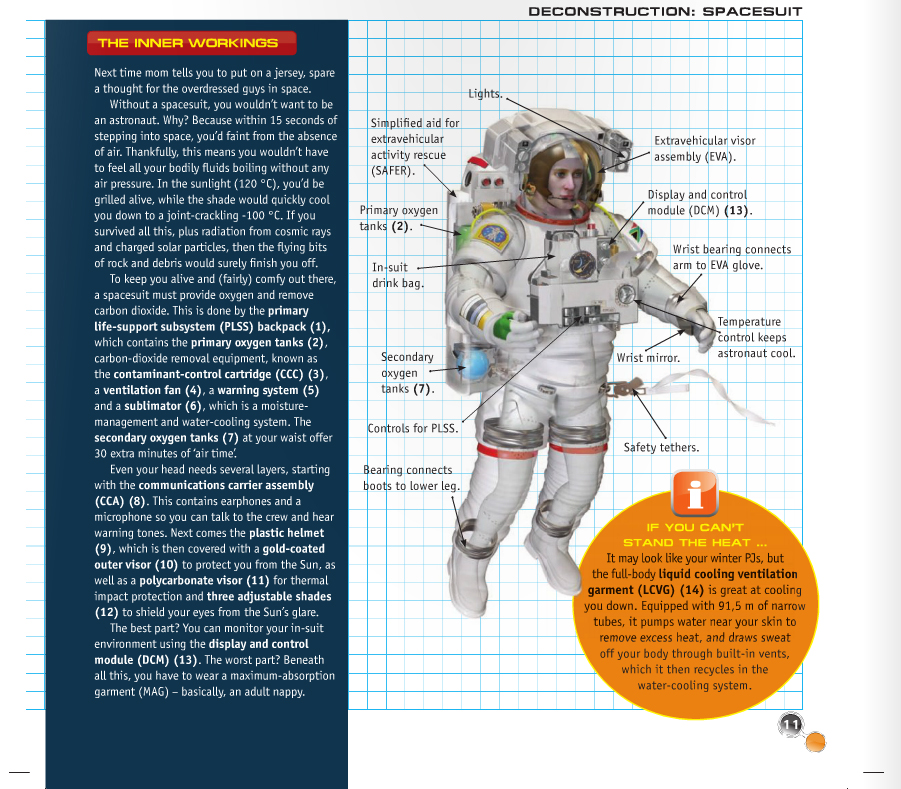 DECONSTRUCTION: SPACESUIT
THE INNER WORKINGS
Next time mom tells you to put on a jersey, spare
a thought for the overdressed guys in space.
Without a spacesuit, you wouldn't want to be
an astronaut. Why? Because within 15 seconds of
stepping into space, you'd faint from the absence
of air. Thankfully, this means you wouldn't have
to feel all your bodily fluids boiling without any
air pressure. In the sunlight (120 °C), you'd be
grilled alive, while the shade would quickly cool
you down to a joint-crackling -100 °C. If you
survived all this, plus radiation from cosmic rays
and charged solar particles, then the flying bits
of rock and debris would surely finish you off.
To keep you alive and (fairly) comfy out there,
a spacesuit must provide oxygen and remove
carbon dioxide. This is done by the primary
life-support subsystem (PLSS) backpack (1),
which contains the primary oxygen tanks (2),
carbon-dioxide removal equipment, known as
the contaminant-control cartridge (CCC) (3),
a ventilation fan (4), a warning system (5)
and a sublimator (6), which is a moisture-
management and water-cooling system. The
secondary oxygen tanks (7) at your waist offer
30 extra minutes of 'air time'.
Even your head needs several layers, starting
with the communications carrier assembly
(CCA) (8). This contains earphones and a
microphone so you can talk to the crew and hear
warning tones. Next comes the plastic helmet
(9), which is then covered with a gold-coated
outer visor (10) to protect you from the Sun, as
well as a polycarbonate visor (11) for thermal
impact protection and three adjustable shades
(12) to shield your eyes from the Sun's glare.
The best part? You can monitor your in-suit
environment using the display and control
module (DCM) (13). The worst part? Beneath
all this, you have to wear a maximum-absorption
garment (MAG) – basically, an adult nappy.
Lights.
Simplified aid for
extravehicular
activity rescue
(SAFER).
Primary oxygen
tanks (2).
In-suit
drink bag.
Secondary
oxygen
tanks (7).
Controls for PLSS.
Bearing connects
boots to lower leg.
Extravehicular visor
assembly (EVA).
Display and control
module (DCM) (13).
Wrist bearing connects
arm to EVA glove.
Temperature
control keeps
astronaut cool.
Wrist mirror.
Safety tethers.
i
IF YOU CAN'T
STAND THE HEAT ...
It may look like your winter PJs, but
the full-body liquid cooling ventilation
garment (LCVG) (14) is great at cooling
you down. Equipped with 91,5 m of narrow
tubes, it pumps water near your skin to
remove excess heat, and draws sweat
off your body through built-in vents,
which it then recycles in the
water-cooling system.
11